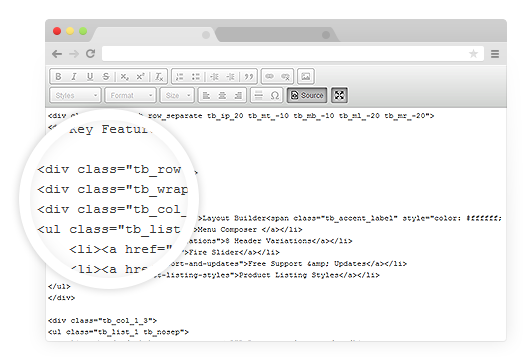 B I U S x₂ x² Tx
Styles Format Size Source
<div clas row_separate tb_ip_20 tb_mt_-10 tb_mb_-10 tb_ml_-20 tb_mr_-20">
<d
Key Featur
<div class="tb_row
<div class="tb_wrap
<div class="tb_col_
>Layout Builder<span class="tb_accent_label" style="color: #ffffff;
<ul class="tb_list
>Menu Composer </a></li>
ations">8 Header Variations</a></li>
<li><a href="
>Fire Slider</a></li>
ort-and-updates">Free Support &amp; Updates</a></li>
<li><a hre
t-listing-styles">Product Listing Styles</a></li>
</ul>
</div>
<div class="tb_col_1_3">
<ul class="tb_list_1 tb_nosep">